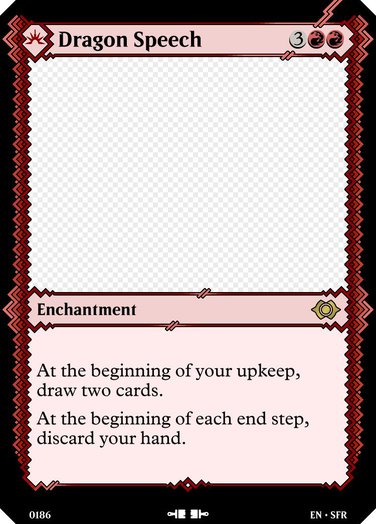 Dragon Speech
3
Enchantment
At the beginning of your upkeep,
draw two cards.
At the beginning of each end step,
discard your hand.
0186
EN • SFR